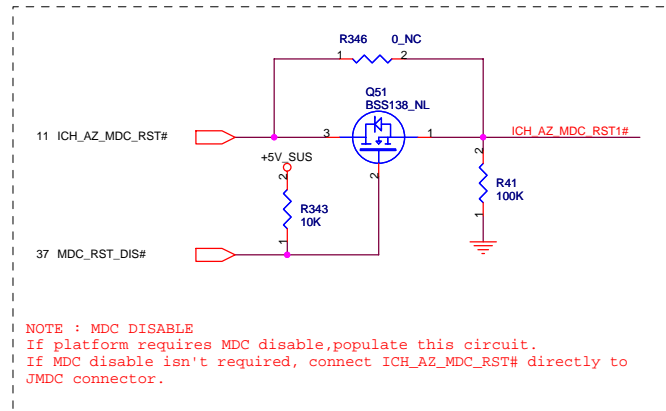 R346 0_NC
1 2
Q51
BSS138_NL
11 ICH_AZ_MDC_RST#
3 1
ICH_AZ_MDC_RST1#
+5V_SUS
2
2
2
R343
10K
R41
100K
1
1
37 MDC_RST_DIS#
NOTE : MDC DISABLE
If platform requires MDC disable,populate this circuit.
If MDC disable isn't required, connect ICH_AZ_MDC_RST# directly to
JMDC connector.